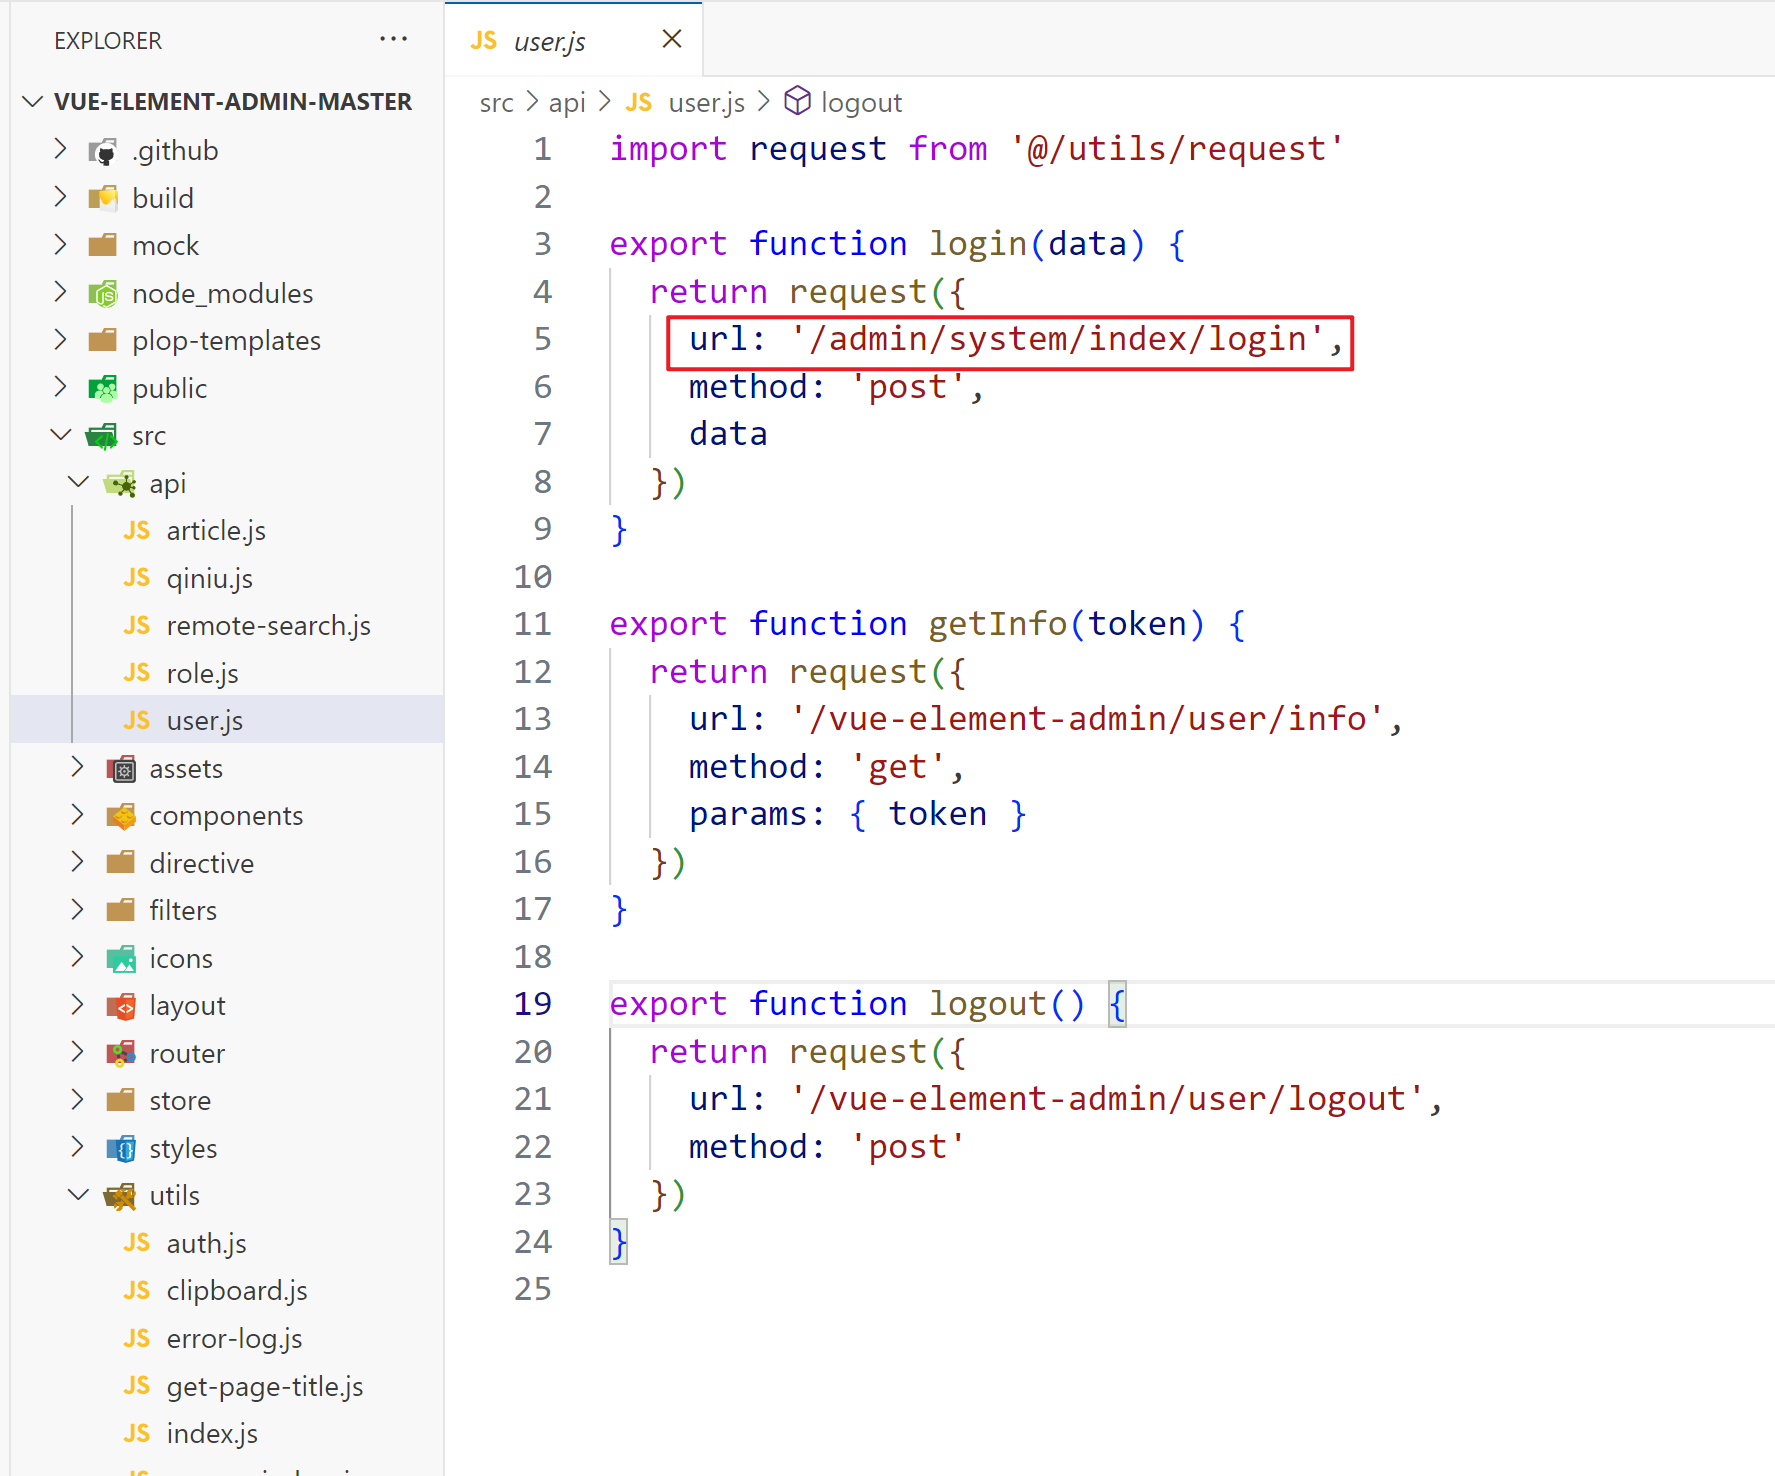 EXPLORER ···
VUE-ELEMENT-ADMIN-MASTER
.github
build
mock
node_modules
plop-templates
public
src
api
JS article.js
JS qiniu.js
JS remote-search.js
JS role.js
JS user.js
assets
components
directive
filters
icons
layout
router
store
styles
utils
JS auth.js
JS clipboard.js
JS error-log.js
JS get-page-title.js
JS index.js
JS user.js
src > api > JS user.js > logout
1 import request from '@/utils/request'
2
3 export function login(data) {
4 return request({
5 url: '/admin/system/index/login',
6 method: 'post',
7 data
8 })
9 }
10
11 export function getInfo(token) {
12 return request({
13 url: '/vue-element-admin/user/info',
14 method: 'get',
15 params: { token }
16 })
17 }
18
19 export function logout() {
20 return request({
21 url: '/vue-element-admin/user/logout',
22 method: 'post'
23 })
24 }
25